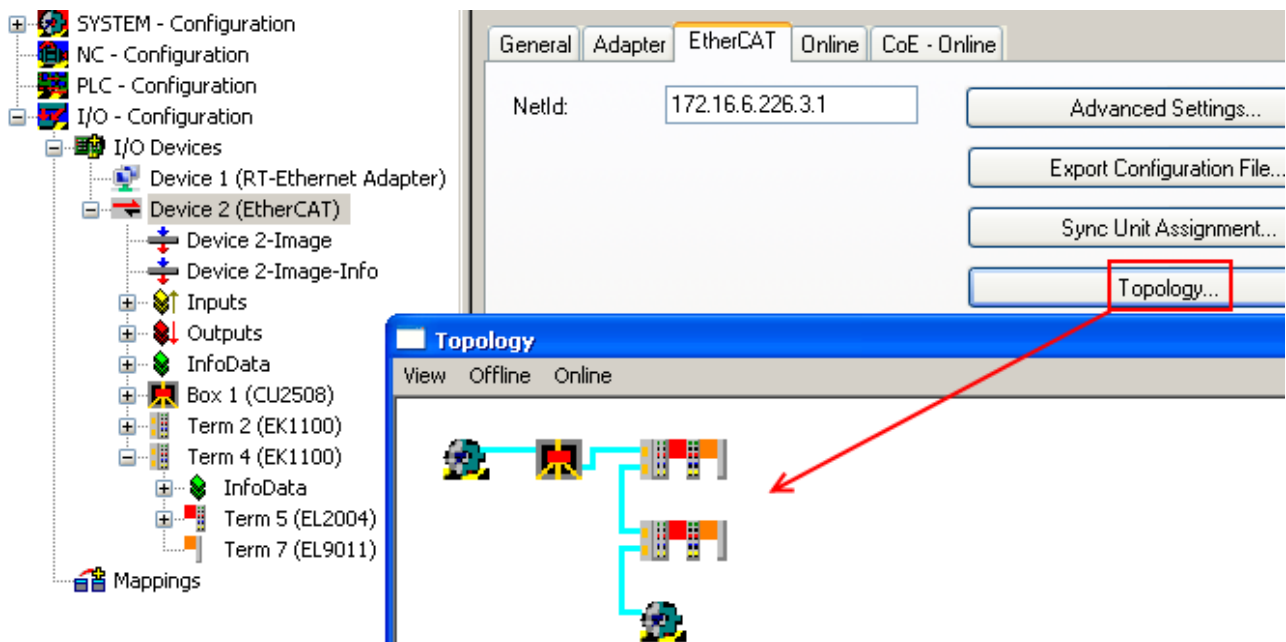 SYSTEM - Configuration
NC - Configuration
PLC - Configuration
I/O - Configuration
I/O Devices
Device 1 (RT-Ethernet Adapter)
Device 2 (EtherCAT)
Device 2-Image
Device 2-Image-Info
Inputs
Outputs
InfoData
Box 1 (CU2508)
Term 2 (EK1100)
Term 4 (EK1100)
InfoData
Term 5 (EL2004)
Term 7 (EL9011)
Mappings
General Adapter EtherCAT Online CoE - Online
NetId: 172.16.6.226.3.1
Advanced Settings...
Export Configuration File...
Sync Unit Assignment...
Topology...
Topology
View Offline Online